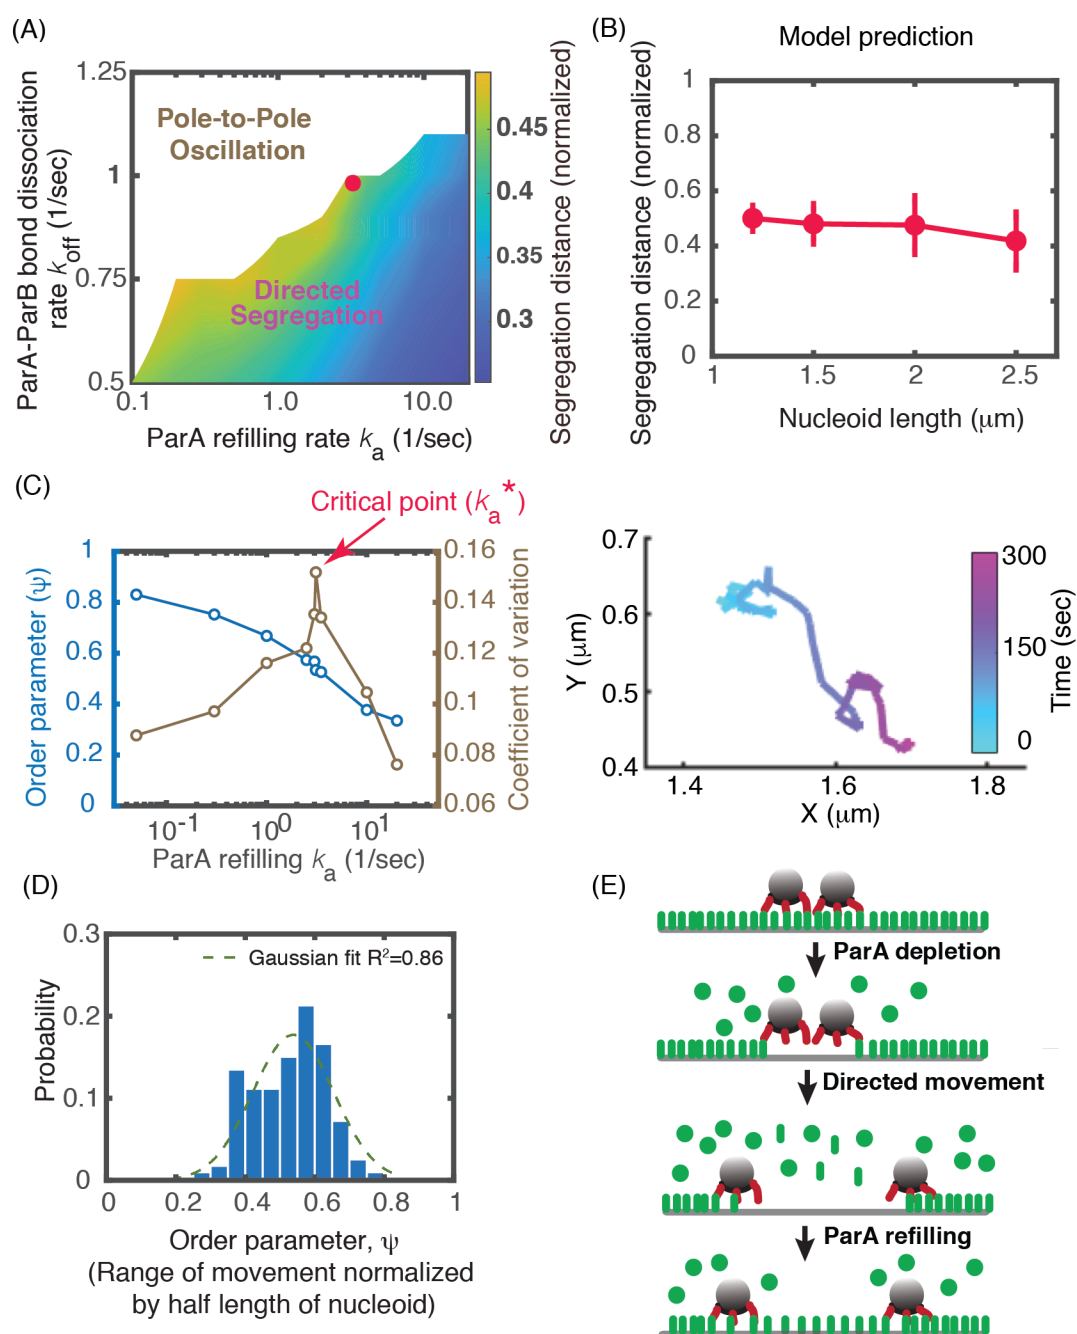 (A)
ParA-ParB bond dissociation
rate koff (1/sec)
1.25
1
0.75
0.5
Pole-to-Pole
Oscillation
Directed
Segregation
0.1
1.0
10.0
ParA refilling rate ka (1/sec)
0.45
0.4
0.35
0.3
Segregation distance (normalized)
(B)
Model prediction
Segregation distance (normalized)
1
0.8
0.6
0.4
0.2
0
1
1.5
2
2.5
Nucleoid length (μm)
(C)
Critical point (ka*)
Order parameter (ψ)
1
0.8
0.6
0.4
0.2
0
0.16
0.14
0.12
0.1
0.08
0.06
Coefficient of variation
10-1
100
101
ParA refilling ka (1/sec)
Y (μm)
0.7
0.6
0.5
0.4
1.4
1.6
1.8
X (μm)
300
150
0
Time (sec)
(D)
Probability
0.3
0.2
0.1
0
Gaussian fit R2=0.86
0
0.2
0.4
0.6
0.8
1
Order parameter, ψ
(Range of movement normalized
by half length of nucleoid)
(E)
ParA depletion
Directed movement
ParA refilling